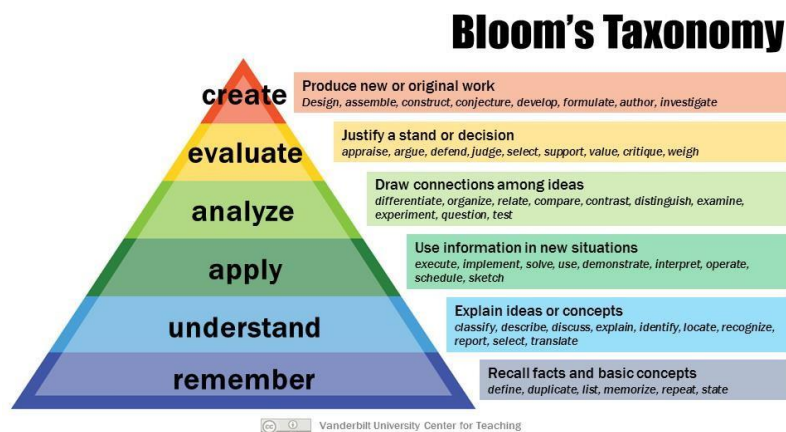 Bloom's Taxonomy
create
Produce new or original work
Design, assemble, construct, conjecture, develop, formulate, author, investigate
evaluate
Justify a stand or decision
appraise, argue, defend, judge, select, support, value, critique, weigh
analyze
Draw connections among ideas
differentiate, organize, relate, compare, contrast, distinguish, examine,
experiment, question, test
apply
Use information in new situations
execute, implement, solve, use, demonstrate, interpret, operate,
schedule, sketch
understand
Explain ideas or concepts
classify, describe, discuss, explain, identify, locate, recognize,
report, select, translate
remember
Recall facts and basic concepts
define, duplicate, list, memorize, repeat, state
cc Vanderbilt University Center for Teaching